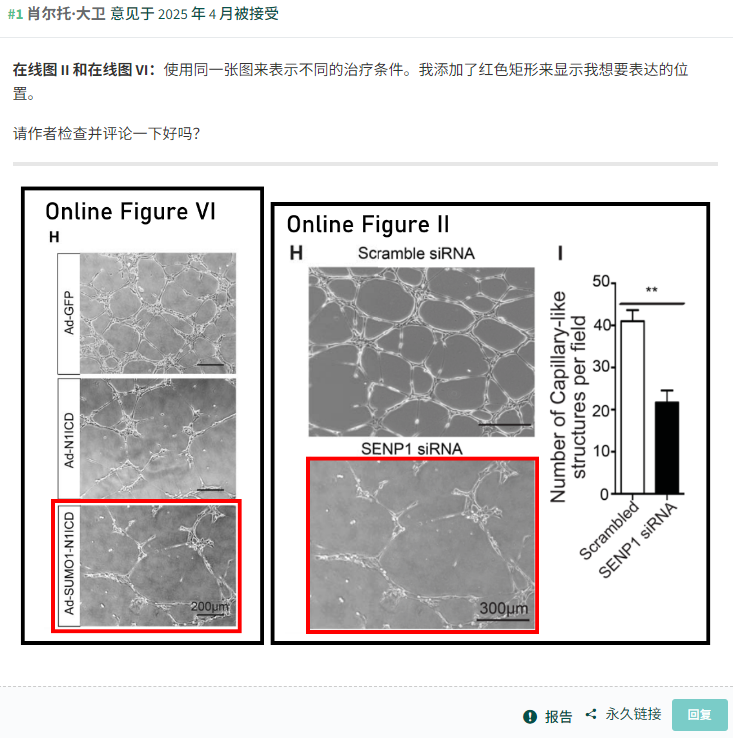 #1 肖尔托·大卫 意见于 2025 年 4 月被接受
在线图 II 和在线图 VI：使用同一张图来表示不同的治疗条件。我添加了红色矩形来显示我想要表达的位
置。
请作者检查并评论一下好吗？
Online Figure VI
H
Ad-GFP
Ad-N1ICD
Ad-SUMO1-N1ICD
200μm
Online Figure II
H
Scramble siRNA
SENP1 siRNA
300μm
I
Number of Capillary-like
structures per field
50
40
30
20
10
0
**
Scrambled
SENP1 siRNA
报告
永久链接
回复